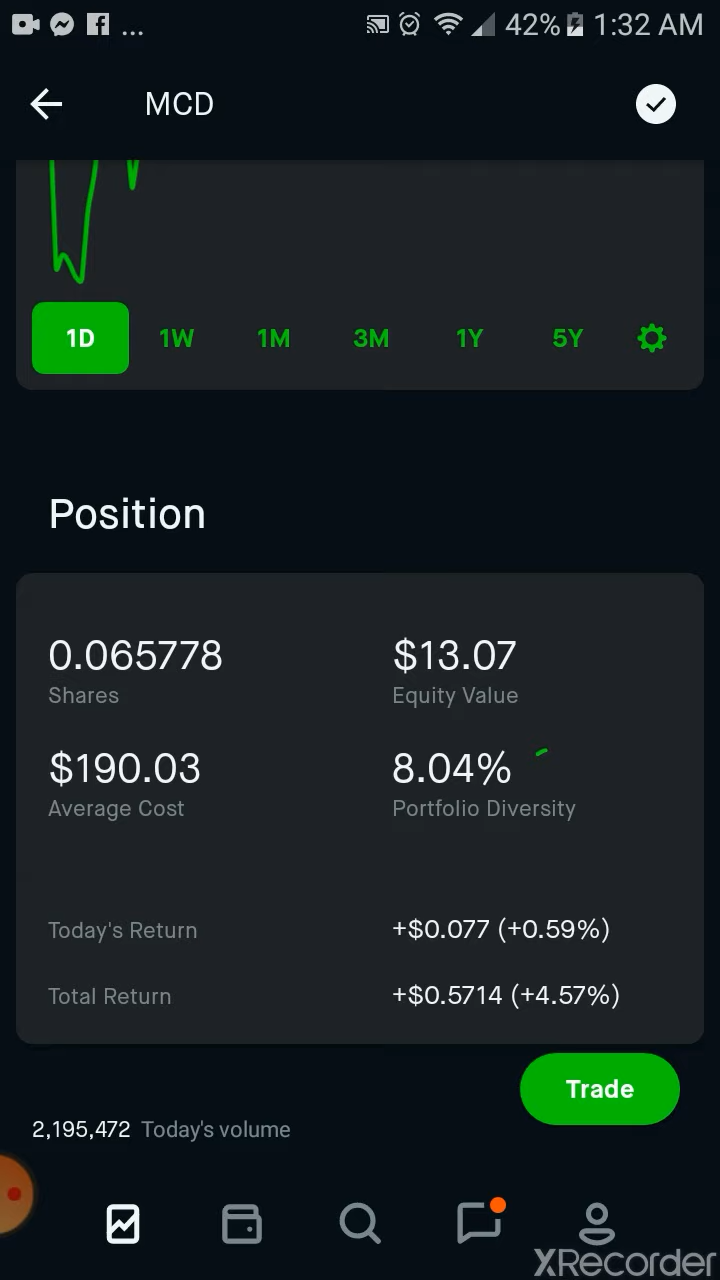 ... 42% 1:32 AM
MCD
1D 1W 1M 3M 1Y 5Y
Position
0.065778 $13.07
Shares Equity Value
$190.03 8.04%
Average Cost Portfolio Diversity
Today's Return +$0.077 (+0.59%)
Total Return +$0.5714 (+4.57%)
Trade
2,195,472 Today's volume
XRecorder